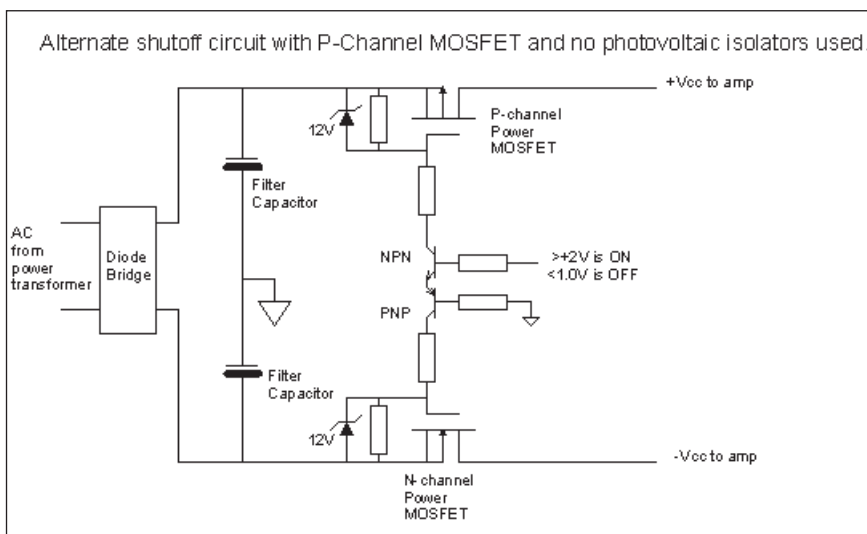 Alternate shutoff circuit with P-Channel MOSFET and no photovoltaic isolators used.
+Vcc to amp
12V
P-channel
Power
MOSFET
Filter
Capacitor
AC
from
power
transformer
Diode
Bridge
NPN
>+2V is ON
<1.0V is OFF
PNP
Filter
Capacitor
12V
-Vcc to amp
N-channel
Power
MOSFET